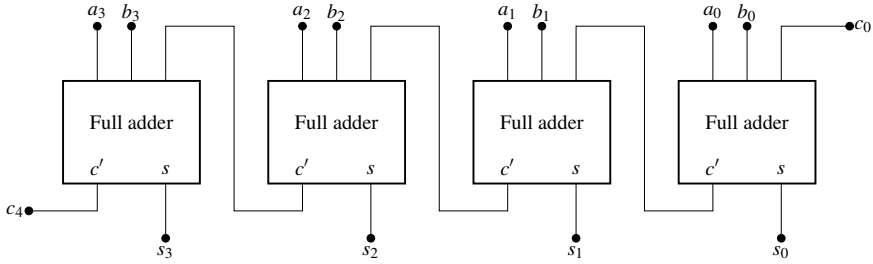 a₃ b₃ a₂ b₂ a₁ b₁ a₀ b₀ c₀
Full adder Full adder Full adder Full adder
c′ s c′ s c′ s c′ s
c₄
s₃ s₂ s₁ s₀